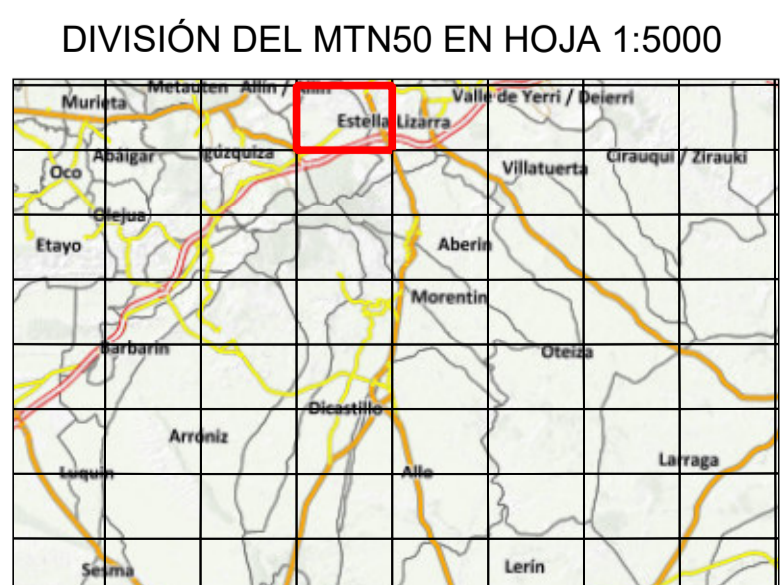 DIVISIÓN DEL MTN50 EN HOJA 1:5000
Metauten
Allín / Allín
Murieta
Valle de Yerri / Deierri
Estella Lizarra
Abáigar
Igúzquiza
Cirauqui / Zirauki
Oco
Villatuerta
Olejua
Etayo
Aberin
Morentin
Barbarin
Oteiza
Dicastillo
Arróniz
Larraga
Luquin
Allo
Lerín
Sesma